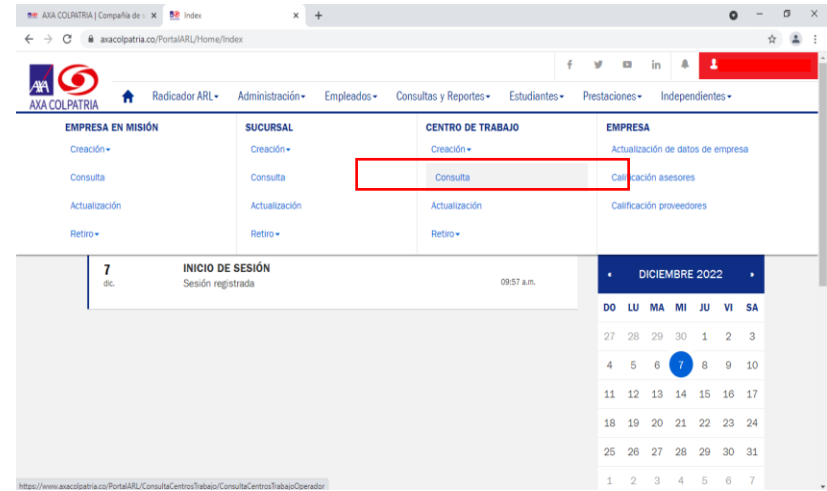 AXA COLPATRIA | Compañía de s
Index
axacolpatria.co/PortalARL/Home/Index
AXA COLPATRIA
Radicador ARL
Administración
Empleados
Consultas y Reportes
Estudiantes
Prestaciones
Independientes
EMPRESA EN MISIÓN
SUCURSAL
CENTRO DE TRABAJO
EMPRESA
Creación
Creación
Creación
Actualización de datos de empresa
Consulta
Consulta
Consulta
Calificación asesores
Actualización
Actualización
Actualización
Calificación proveedores
Retiro
Retiro
Retiro
7
dic.
INICIO DE SESIÓN
Sesión registrada
09:57 a.m.
DICIEMBRE 2022
DO LU MA MI JU VI SA
27 28 29 30 1 2 3
4 5 6 7 8 9 10
11 12 13 14 15 16 17
18 19 20 21 22 23 24
25 26 27 28 29 30 31
1 2 3 4 5 6 7
https://www.axacolpatria.co/PortalARL/ConsultaCentrosTrabajo/ConsultaCentrosTrabajoOperador